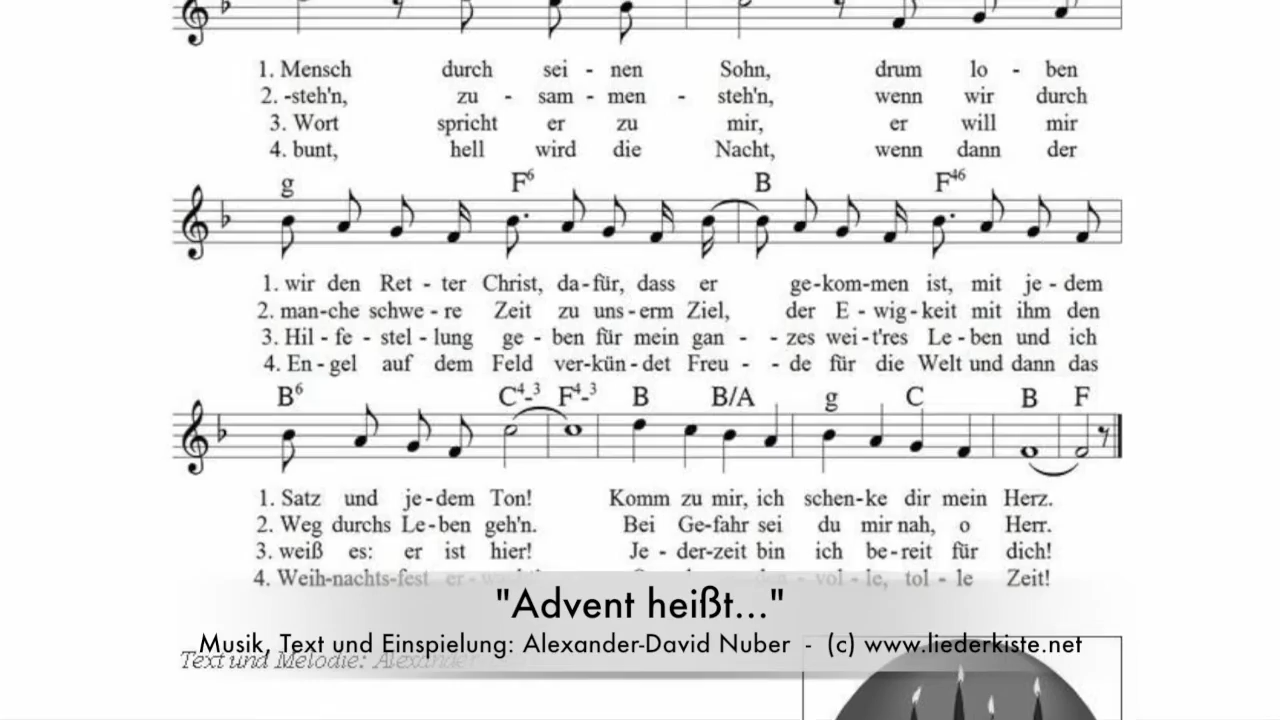 1. Mensch durch sei - nen Sohn, drum lo - ben
2. -steh'n, zu - sam - men - steh'n, wenn wir durch
3. Wort spricht er zu mir, er will mir
4. bunt, hell wird die Nacht, wenn dann der
g F6 B F46
1. wir den Ret - ter Christ, da-für, dass er ge-kom-men ist, mit je - dem
2. man-che schwe - re Zeit zu uns-erm Ziel, der E - wig-keit mit ihm den
3. Hil - fe - stel - lung ge - ben für mein gan - - zes wei-t'res Le-ben und ich
4. En-gel auf dem Feld ver-kün-det Freu - - de für die Welt und dann das
B6 C4-3 F4-3 B B/A g C B F
1. Satz und je-dem Ton! Komm zu mir, ich schen-ke dir mein Herz.
2. Weg durchs Le-ben geh'n. Bei Ge-fahr sei du mir nah, o Herr.
3. weiß es: er ist hier! Je - der-zeit bin ich be-reit für dich!
4. Weih-nachts-fest er- - vol - le, tol - le Zeit!
"Advent heißt..."
Musik, Text und Einspielung: Alexander-David Nuber - (c) www.liederkiste.net
Text und Melodie: Alexander